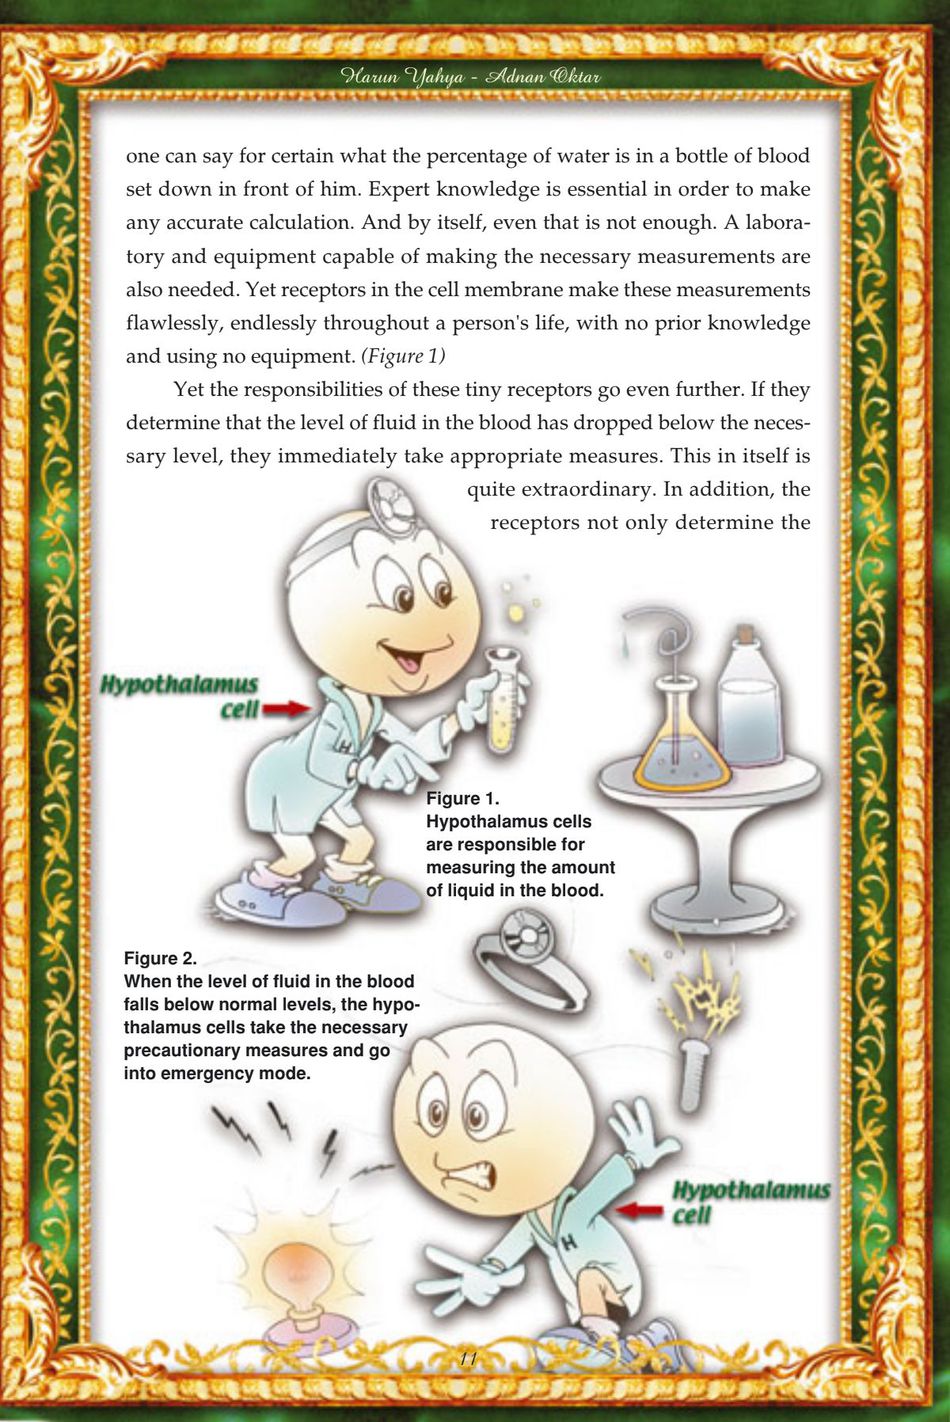 Harun Yahya - Adnan Oktar
one can say for certain what the percentage of water is in a bottle of blood
set down in front of him. Expert knowledge is essential in order to make
any accurate calculation. And by itself, even that is not enough. A labora-
tory and equipment capable of making the necessary measurements are
also needed. Yet receptors in the cell membrane make these measurements
flawlessly, endlessly throughout a person's life, with no prior knowledge
and using no equipment. (Figure 1)
Yet the responsibilities of these tiny receptors go even further. If they
determine that the level of fluid in the blood has dropped below the neces-
sary level, they immediately take appropriate measures. This in itself is
quite extraordinary. In addition, the
receptors not only determine the
Hypothalamus
cell
H
Figure 1.
Hypothalamus cells
are responsible for
measuring the amount
of liquid in the blood.
Figure 2.
When the level of fluid in the blood
falls below normal levels, the hypo-
thalamus cells take the necessary
precautionary measures and go
into emergency mode.
Hypothalamus
cell
H
11